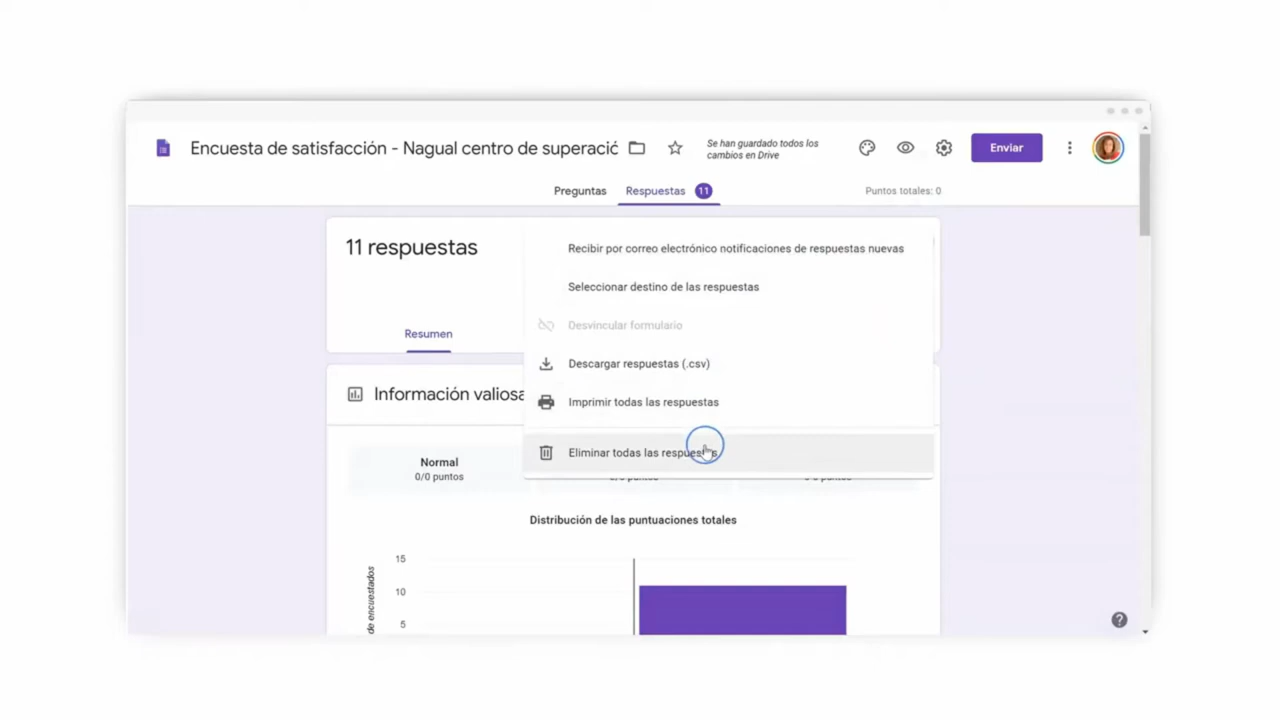 Encuesta de satisfacción - Nagual centro de superació
Se han guardado todos los
cambios en Drive
Enviar
Preguntas
Respuestas 11
Puntos totales: 0
11 respuestas
Recibir por correo electrónico notificaciones de respuestas nuevas
Seleccionar destino de las respuestas
Desvincular formulario
Resumen
Descargar respuestas (.csv)
Información valiosa
Imprimir todas las respuestas
Eliminar todas las respuestas
Normal
0/0 puntos
Distribución de las puntuaciones totales
15
10
5
de encuestados